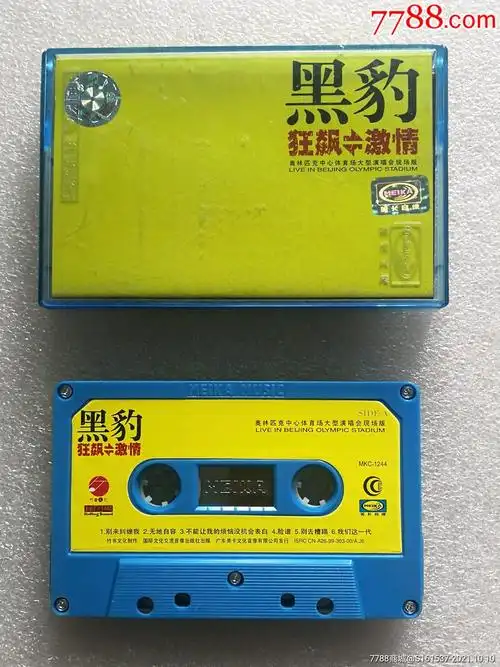 7788.com
黑豹
狂飙⇌激情
奥林匹克中心体育场大型演唱会现场版
LIVE IN BEIJING OLYMPIC STADIUM
MEIKA
MEIKA MUSIC
黑豹
狂飙⇌激情
SIDE A
奥林匹克中心体育场大型演唱会现场版
LIVE IN BEIJING OLYMPIC STADIUM
MKC-1244
MEIKA
1.别来纠缠我 2.无地自容 3.不能让我的烦恼没机会表白 4.脸谱 5.别去糟蹋 6.我们这一代
竹书文化制作 国际文化交流音像出版社出版 广东美卡文化音像有限公司发行
7788商城@S161537-2021.10.10